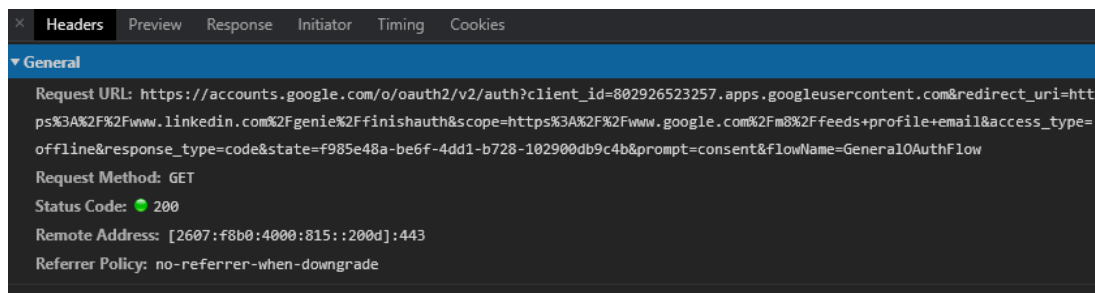 × Headers Preview Response Initiator Timing Cookies
▼ General
Request URL: https://accounts.google.com/o/oauth2/v2/auth?client_id=802926523257.apps.googleusercontent.com&redirect_uri=htt
ps%3A%2F%2Fwww.linkedin.com%2Fgenie%2Ffinishauth&scope=https%3A%2F%2Fwww.google.com%2Fm8%2Ffeeds+profile+email&access_type=
offline&response_type=code&state=f985e48a-be6f-4dd1-b728-102900db9c4b&prompt=consent&flowName=GeneralOAuthFlow
Request Method: GET
Status Code: 200
Remote Address: [2607:f8b0:4000:815::200d]:443
Referrer Policy: no-referrer-when-downgrade